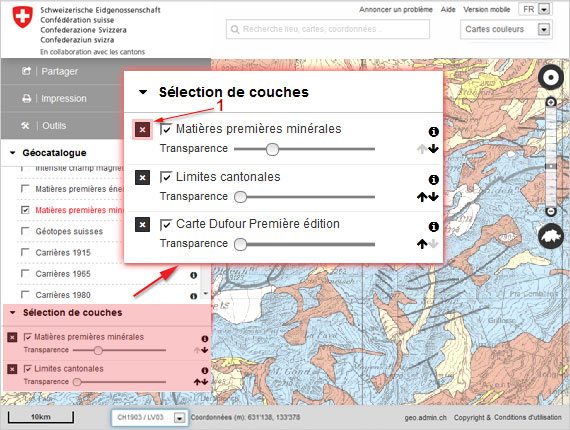 Schweizerische Eidgenossenschaft
Confédération suisse
Confederazione Svizzera
Confederaziun svizra
En collaboration avec les cantons
Annoncer un problème Aide Version mobile FR
Recherche lieu, cartes, coordonnées ...
Cartes couleurs
Partager
Impression
Outils
Géocatalogue
Intensité champ magné
Matières premières éne
Matières premières min
Géotopes suisses
Carrières 1915
Carrières 1965
Carrières 1980
Sélection de couches
1
Matières premières minérales
Transparence
Limites cantonales
Transparence
Carte Dufour Première édition
Transparence
Sélection de couches
Matières premières minérales
Transparence
Limites cantonales
Transparence
10km
CH1903 / LV03
Coordonnées (m): 631'138, 133'378
geo.admin.ch Copyright & Conditions d'utilisation